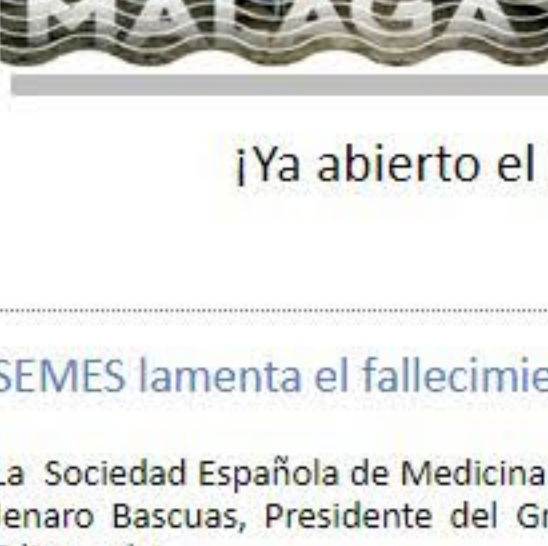 MALAGA
¡Ya abierto el
SEMES lamenta el fallecimie
La Sociedad Española de Medicina
Jenaro Bascuas, Presidente del Gr